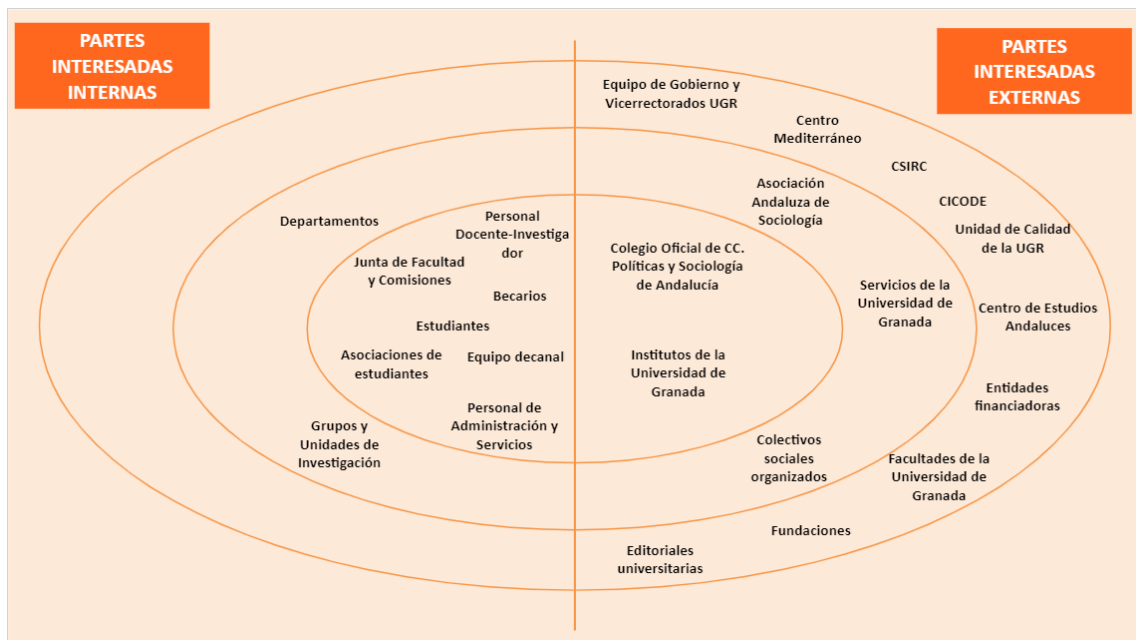 PARTES
INTERESADAS
INTERNAS
PARTES
INTERESADAS
EXTERNAS
Equipo de Gobierno y
Vicerrectorados UGR
Centro
Mediterráneo
CSIRC
CICODE
Unidad de Calidad
de la UGR
Asociación
Andaluza de
Sociología
Departamentos
Personal
Docente-Investiga
dor
Junta de Facultad
y Comisiones
Becarios
Estudiantes
Asociaciones de
estudiantes
Equipo decanal
Personal de
Administración y
Servicios
Grupos y
Unidades de
Investigación
Colegio Oficial de CC.
Políticas y Sociología
de Andalucía
Institutos de la
Universidad de
Granada
Servicios de la
Universidad de
Granada
Centro de Estudios
Andaluces
Entidades
financiadoras
Colectivos
sociales
organizados
Facultades de la
Universidad de
Granada
Fundaciones
Editoriales
universitarias